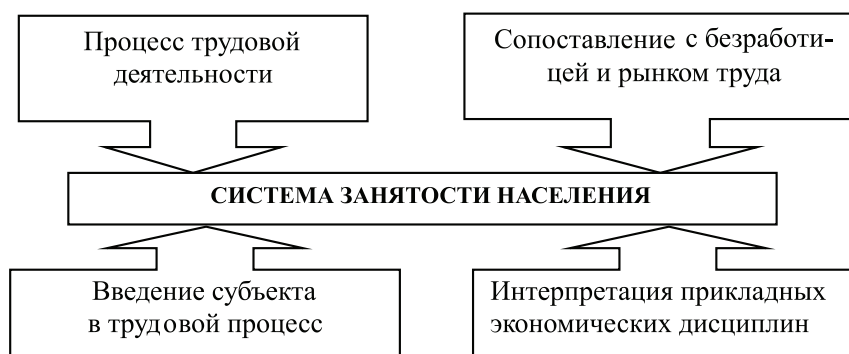 Процесс трудовой
деятельности
Сопоставление с безработи-
цей и рынком труда
СИСТЕМА ЗАНЯТОСТИ НАСЕЛЕНИЯ
Введение субъекта
в трудовой процесс
Интерпретация прикладных
экономических дисциплин